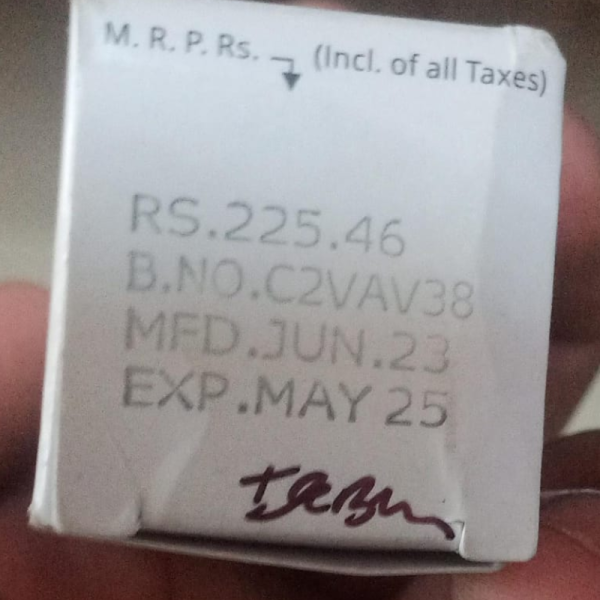 M. R. P. Rs. (Incl. of all Taxes)
RS.225.46
B.NO.C2VAV38
MFD.JUN.23
EXP.MAY 25